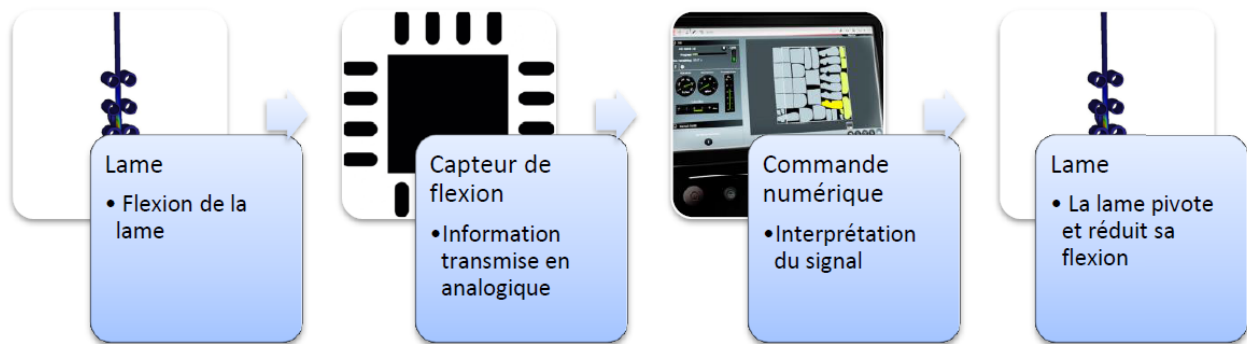 Lame
• Flexion de la
lame
Capteur de
flexion
•Information
transmise en
analogique
Commande
numérique
•Interprétation
du signal
Lame
• La lame pivote
et réduit sa
flexion